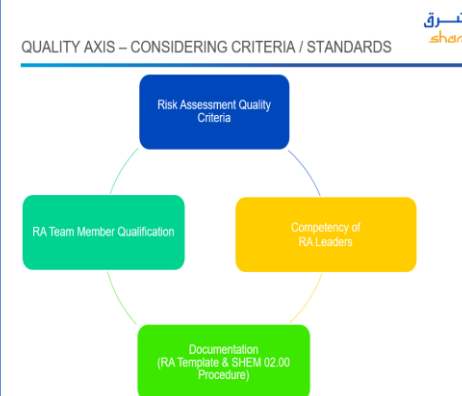 QUALITY AXIS – CONSIDERING CRITERIA / STANDARDS
Risk Assessment Quality
Criteria
RA Team Member Qualification
Competency of
RA Leaders
Documentation
(RA Template & SHEM 02.00
Procedure)